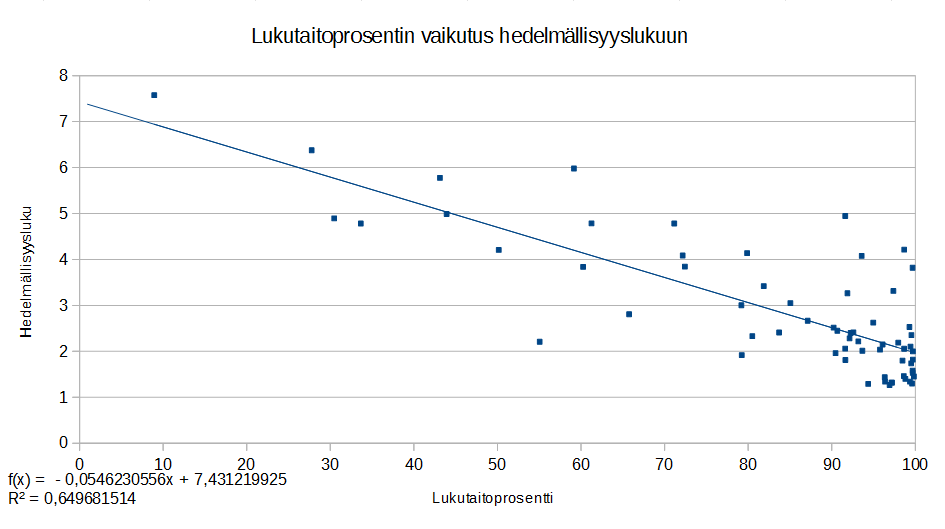 Lukutaitoprosentin vaikutus hedelmällisyyslukuun
8
7
6
5
4
3
2
1
0
Hedelmällisyysluku
0 10 20 30 40 50 60 70 80 90 100
f(x) = - 0,0546230556x + 7,431219925
R² = 0,649681514
Lukutaitoprosentti